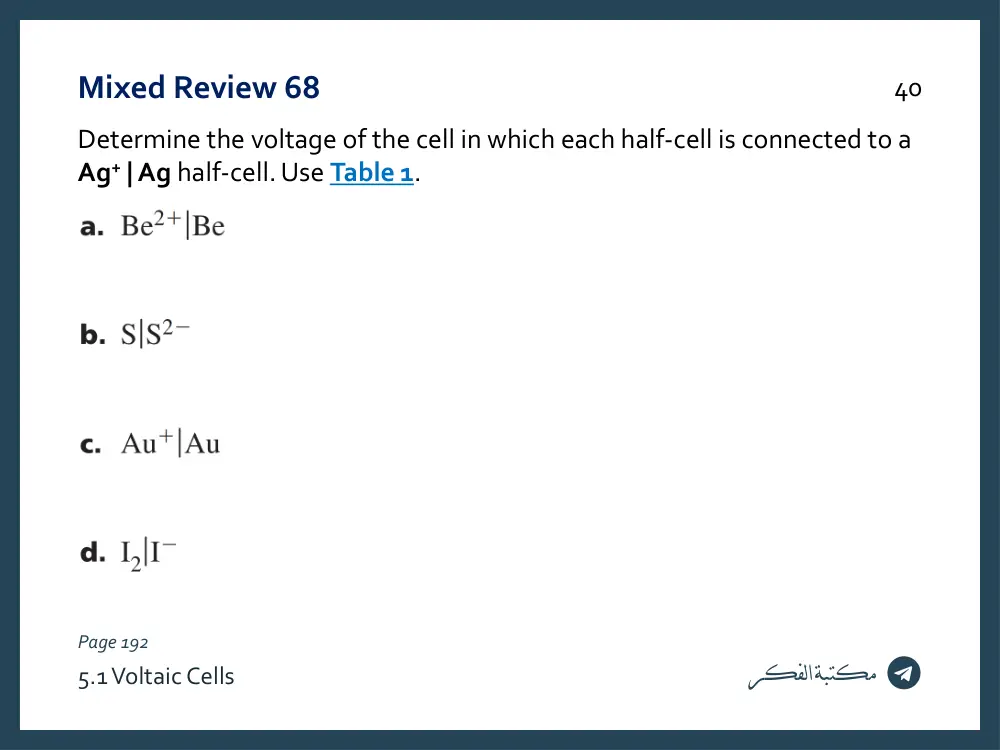 Mixed Review 68
40
Determine the voltage of the cell in which each half-cell is connected to a
Ag⁺ | Ag half-cell. Use Table 1.
a. Be²⁺|Be
b. S|S²⁻
c. Au⁺|Au
d. I₂|I⁻
Page 192
5.1 Voltaic Cells
مكتبة الفكر